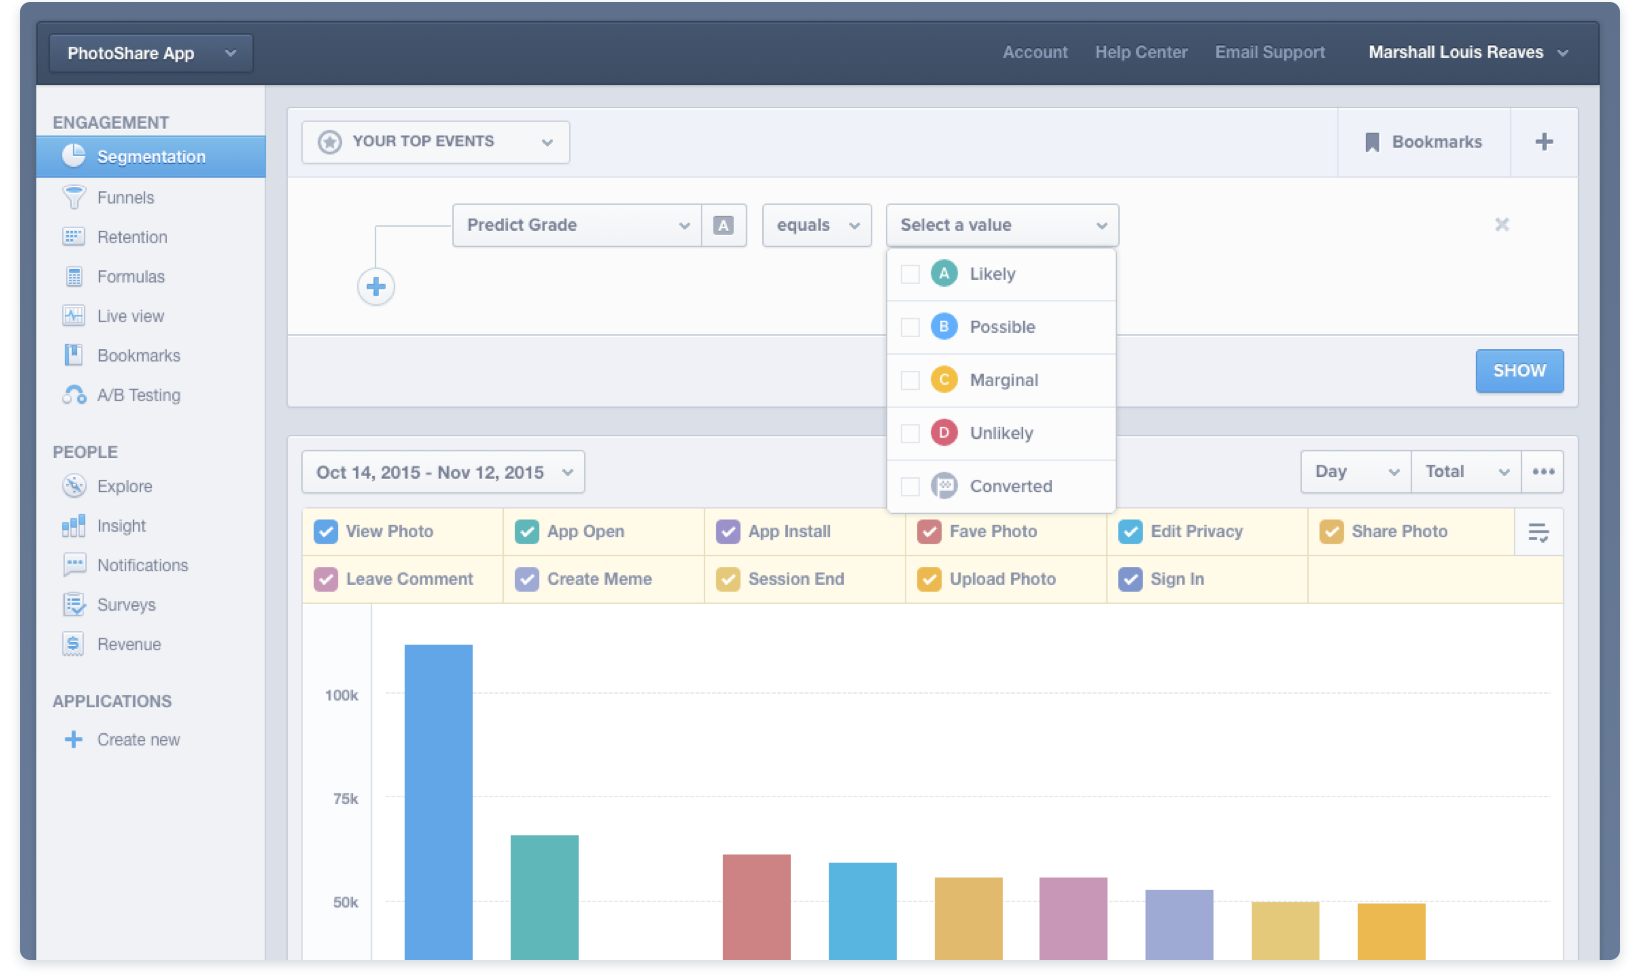 PhotoShare App
Account Help Center Email Support Marshall Louis Reaves
ENGAGEMENT
Segmentation
Funnels
Retention
Formulas
Live view
Bookmarks
A/B Testing
PEOPLE
Explore
Insight
Notifications
Surveys
Revenue
APPLICATIONS
Create new
YOUR TOP EVENTS
Bookmarks
Predict Grade A equals Select a value
A Likely
B Possible
C Marginal
D Unlikely
Converted
SHOW
Oct 14, 2015 - Nov 12, 2015
Day Total
View Photo App Open App Install Fave Photo Edit Privacy Share Photo
Leave Comment Create Meme Session End Upload Photo Sign In
100k
75k
50k